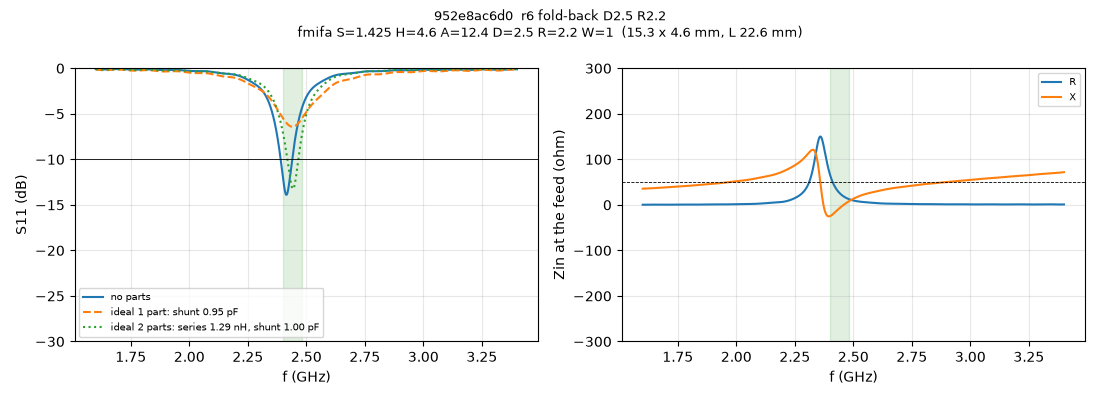 952e8ac6d0  r6 fold-back D2.5 R2.2
fmifa S=1.425 H=4.6 A=12.4 D=2.5 R=2.2 W=1  (15.3 x 4.6 mm, L 22.6 mm)
S11 (dB)
0
−5
−10
−15
−20
−25
−30
no parts
ideal 1 part: shunt 0.95 pF
ideal 2 parts: series 1.29 nH, shunt 1.00 pF
1.75 2.00 2.25 2.50 2.75 3.00 3.25
f (GHz)
Zin at the feed (ohm)
300
200
100
0
−100
−200
−300
R
X
1.75 2.00 2.25 2.50 2.75 3.00 3.25
f (GHz)